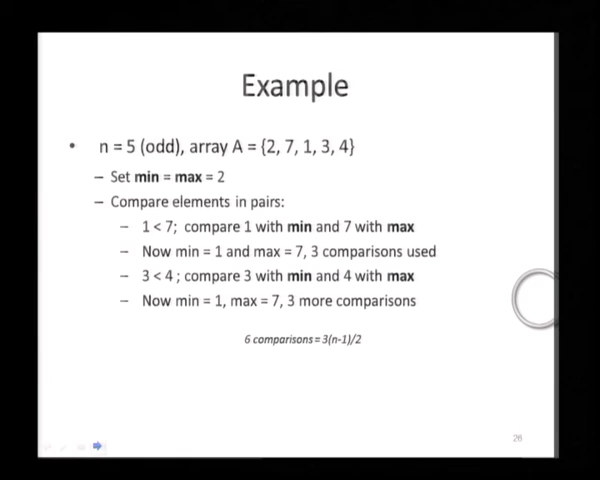 Example
• n = 5 (odd), array A = {2, 7, 1, 3, 4}
– Set min = max = 2
– Compare elements in pairs:
– 1 < 7; compare 1 with min and 7 with max
– Now min = 1 and max = 7, 3 comparisons used
– 3 < 4 ; compare 3 with min and 4 with max
– Now min = 1, max = 7, 3 more comparisons
6 comparisons = 3(n-1)/2
26